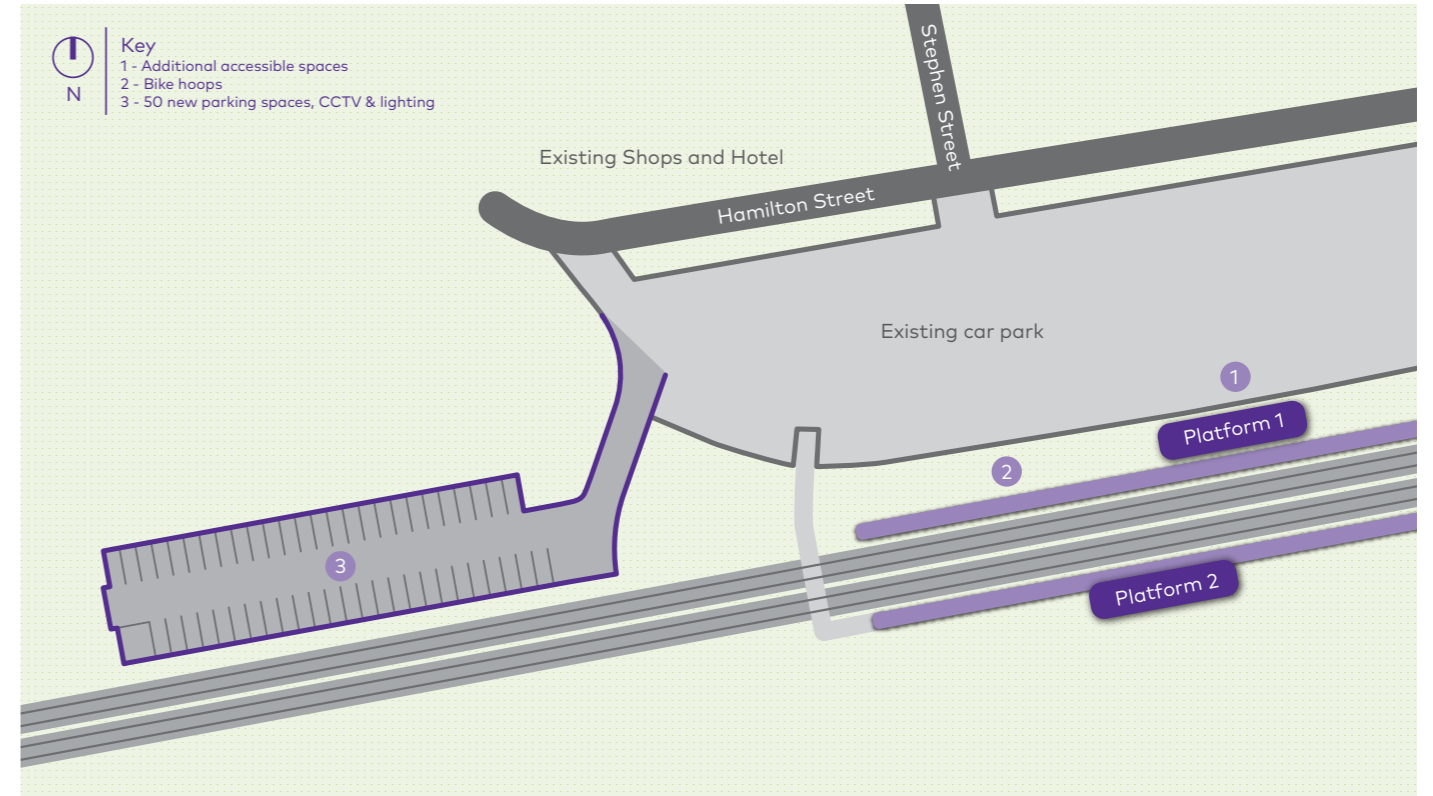 Key
1 - Additional accessible spaces
2 - Bike hoops
3 - 50 new parking spaces, CCTV & lighting
N
Stephen Street
Existing Shops and Hotel
Hamilton Street
Existing car park
1
Platform 1
2
3
Platform 2